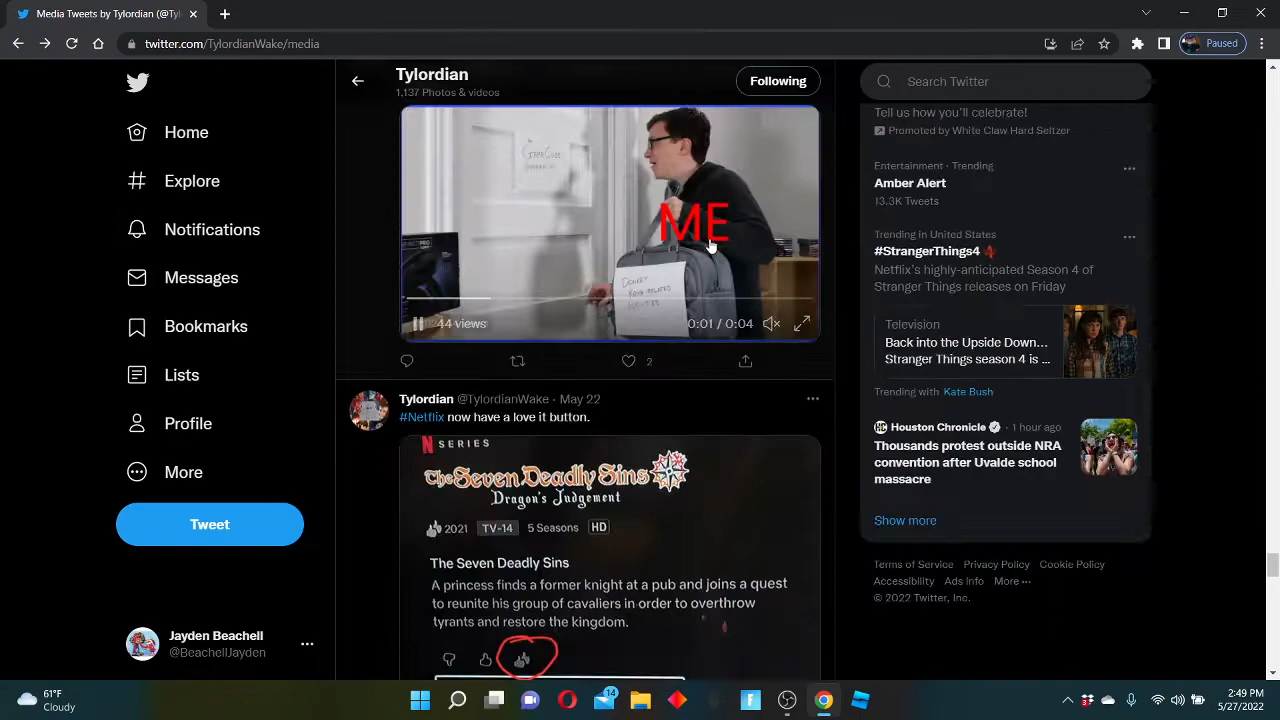 Media Tweets by Tylordian (@Tyl
twitter.com/TylordianWake/media
Paused
Home
Explore
Notifications
Messages
Bookmarks
Lists
Profile
More
Tweet
Jayden Beachell
@BeachellJayden
Tylordian
1,137 Photos & videos
Following
ME
DONKEY
KONG-RELATED
ACTIVITIES
PRO
44 views
0:01 / 0:04
2
Tylordian @TylordianWake · May 22
#Netflix now have a love it button.
N SERIES
The Seven Deadly Sins
Dragon's Judgement
2021 TV-14 5 Seasons HD
The Seven Deadly Sins
A princess finds a former knight at a pub and joins a quest
to reunite his group of cavaliers in order to overthrow
tyrants and restore the kingdom.
Search Twitter
Tell us how you'll celebrate!
Promoted by White Claw Hard Seltzer
Entertainment · Trending
Amber Alert
13.3K Tweets
Trending in United States
#StrangerThings4
Netflix's highly-anticipated Season 4 of
Stranger Things releases on Friday
Television
Back into the Upside Down...
Stranger Things season 4 is ...
Trending with Kate Bush
Houston Chronicle · 1 hour ago
Thousands protest outside NRA
convention after Uvalde school
massacre
Show more
Terms of Service Privacy Policy Cookie Policy
Accessibility Ads Info More ···
© 2022 Twitter, Inc.
61°F
Cloudy
14
2:49 PM
5/27/2022